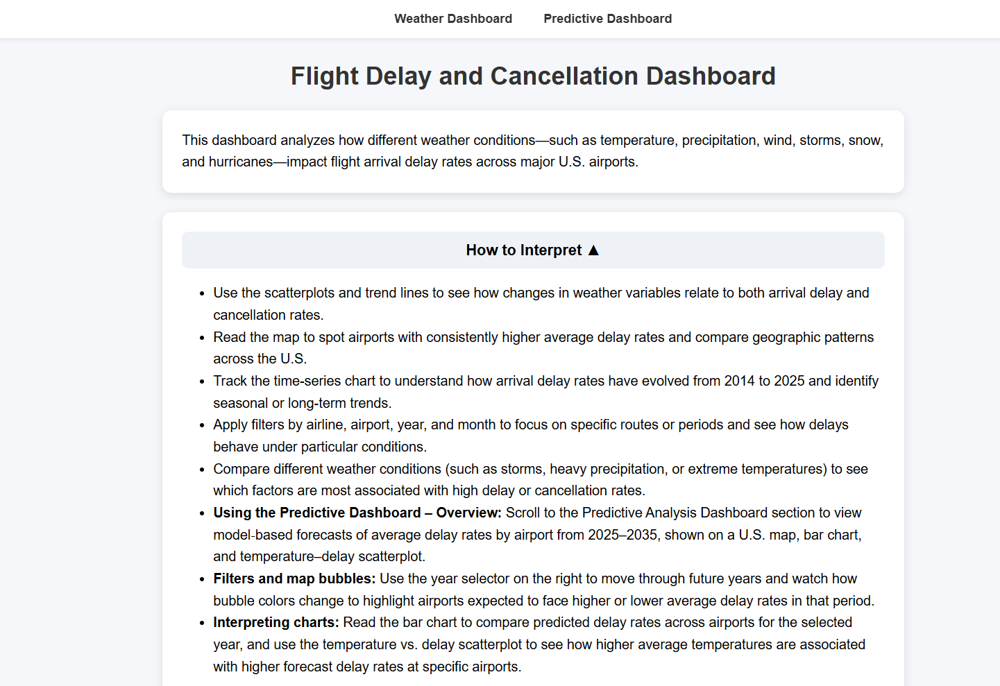 Weather Dashboard Predictive Dashboard
Flight Delay and Cancellation Dashboard
This dashboard analyzes how different weather conditions—such as temperature, precipitation, wind, storms, snow,
and hurricanes—impact flight arrival delay rates across major U.S. airports.
How to Interpret ▲
• Use the scatterplots and trend lines to see how changes in weather variables relate to both arrival delay and
cancellation rates.
• Read the map to spot airports with consistently higher average delay rates and compare geographic patterns
across the U.S.
• Track the time-series chart to understand how arrival delay rates have evolved from 2014 to 2025 and identify
seasonal or long-term trends.
• Apply filters by airline, airport, year, and month to focus on specific routes or periods and see how delays
behave under particular conditions.
• Compare different weather conditions (such as storms, heavy precipitation, or extreme temperatures) to see
which factors are most associated with high delay or cancellation rates.
• Using the Predictive Dashboard – Overview: Scroll to the Predictive Analysis Dashboard section to view
model-based forecasts of average delay rates by airport from 2025–2035, shown on a U.S. map, bar chart,
and temperature–delay scatterplot.
• Filters and map bubbles: Use the year selector on the right to move through future years and watch how
bubble colors change to highlight airports expected to face higher or lower average delay rates in that period.
• Interpreting charts: Read the bar chart to compare predicted delay rates across airports for the selected
year, and use the temperature vs. delay scatterplot to see how higher average temperatures are associated
with higher forecast delay rates at specific airports.